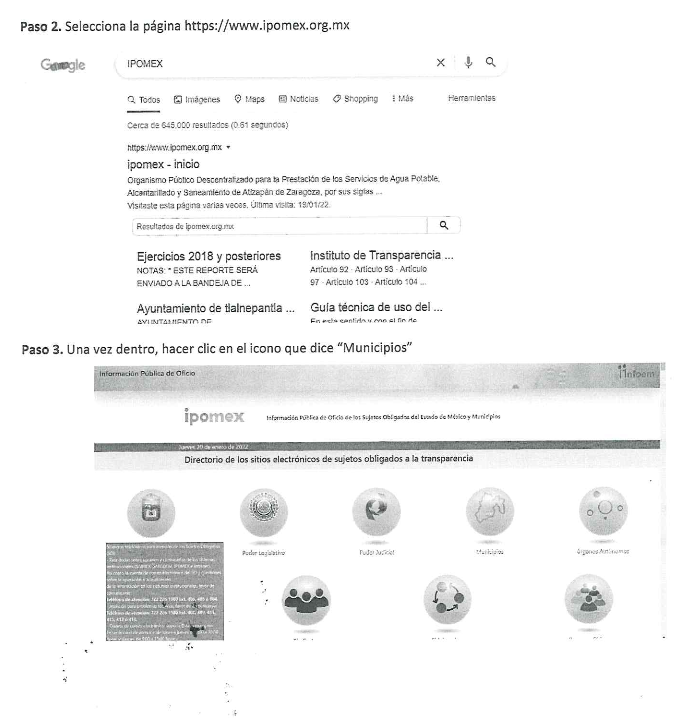 Paso 2. Selecciona la página https://www.ipomex.org.mx
Google
IPOMEX
Todos Imágenes Maps Noticias Shopping Más Herramientas
Cerca de 645,000 resultados (0.61 segundos)
https://www.ipomex.org.mx
ipomex - inicio
Organismo Público Descentralizado para la Prestación de los Servicios de Agua Potable,
Alcantarillado y Saneamiento de Atizapán de Zaragoza, por sus siglas ...
Visitaste esta página varias veces. Última visita: 19/01/22.
Resultados de ipomex.org.mx
Ejercicios 2018 y posteriores
NOTAS: * ESTE REPORTE SERÁ
ENVIADO A LA BANDEJA DE ...
Instituto de Transparencia ...
Artículo 92 - Artículo 93 - Artículo
97 - Artículo 103 - Artículo 104 ...
Ayuntamiento de tlalnepantla ...
AYUNTAMIENTO DE
Guía técnica de uso del ...
En este sentido y con el fin de
Paso 3. Una vez dentro, hacer clic en el icono que dice “Municipios”
Información Pública de Oficio
infoem
ipomex
Información Pública de Oficio de los Sujetos Obligados del Estado de México y Municipios
Jueves 20 de enero de 2022
Directorio de los sitios electrónicos de sujetos obligados a la transparencia
Poder Legislativo
Poder Judicial
Municipios
Órganos Autónomos